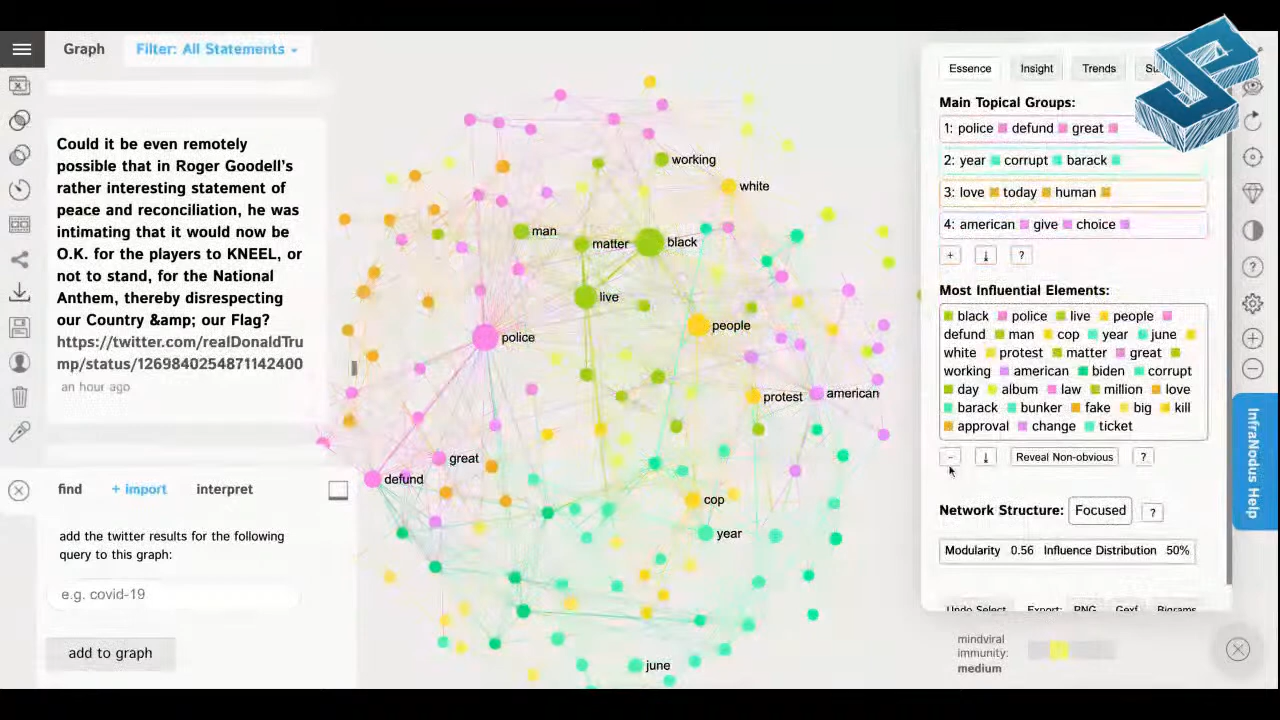 Graph
Filter: All Statements
Could it be even remotely
possible that in Roger Goodell's
rather interesting statement of
peace and reconciliation, he was
intimating that it would now be
O.K. for the players to KNEEL, or
not to stand, for the National
Anthem, thereby disrespecting
our Country &amp; our Flag?
https://twitter.com/realDonaldTru
mp/status/1269840254871142400
an hour ago
find + import interpret
add the twitter results for the following
query to this graph:
e.g. covid-19
add to graph
working
white
man
matter
black
live
people
police
protest
american
great
defund
cop
year
june
Essence Insight Trends
Main Topical Groups:
1: police defund great
2: year corrupt barack
3: love today human
4: american give choice
+ ?
Most Influential Elements:
black police live people
defund man cop year june
white protest matter great
working american biden corrupt
day album law million love
barack bunker fake big kill
approval change ticket
- Reveal Non-obvious ?
Network Structure: Focused ?
Modularity 0.56 Influence Distribution 50%
Undo Select Export: PNG Gexf Bigrams
mindviral
immunity:
medium
InfraNodus Help